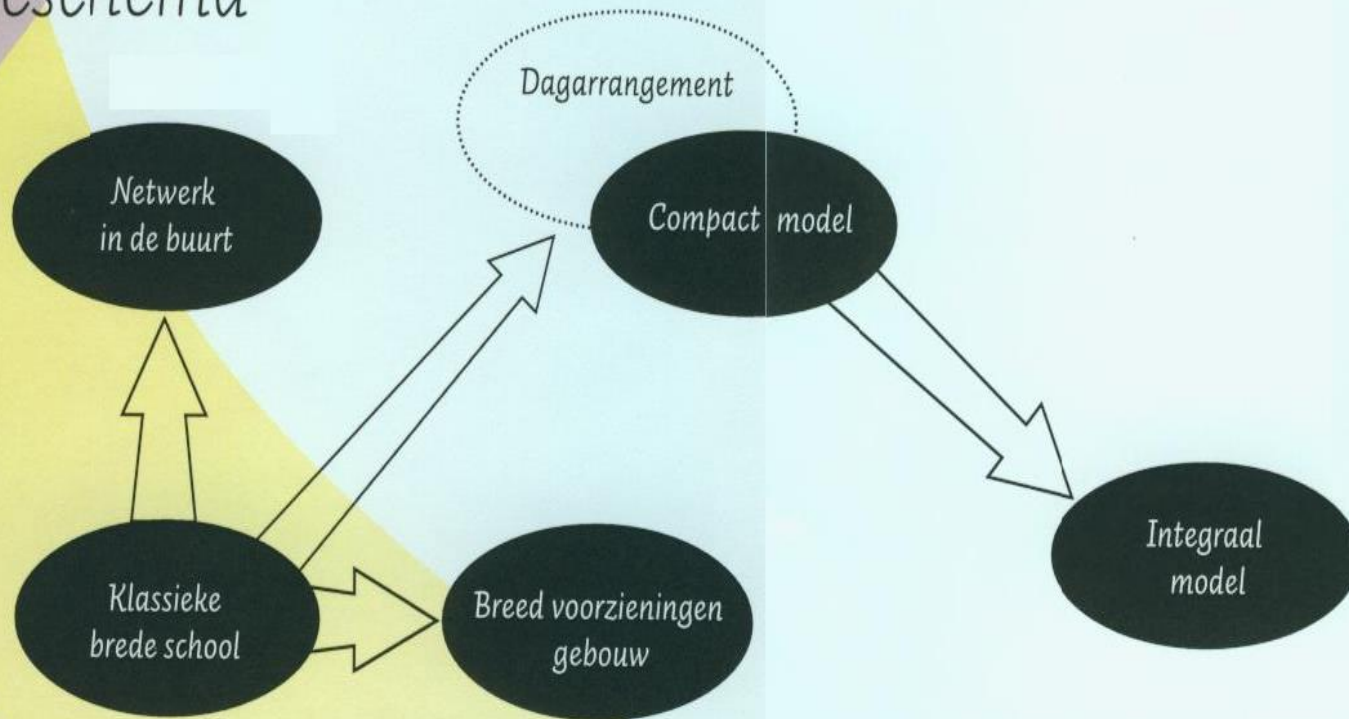 Dagarrangement
Netwerk
in de buurt
Compact model
Integraal
model
Klassieke
brede school
Breed voorzieningen
gebouw